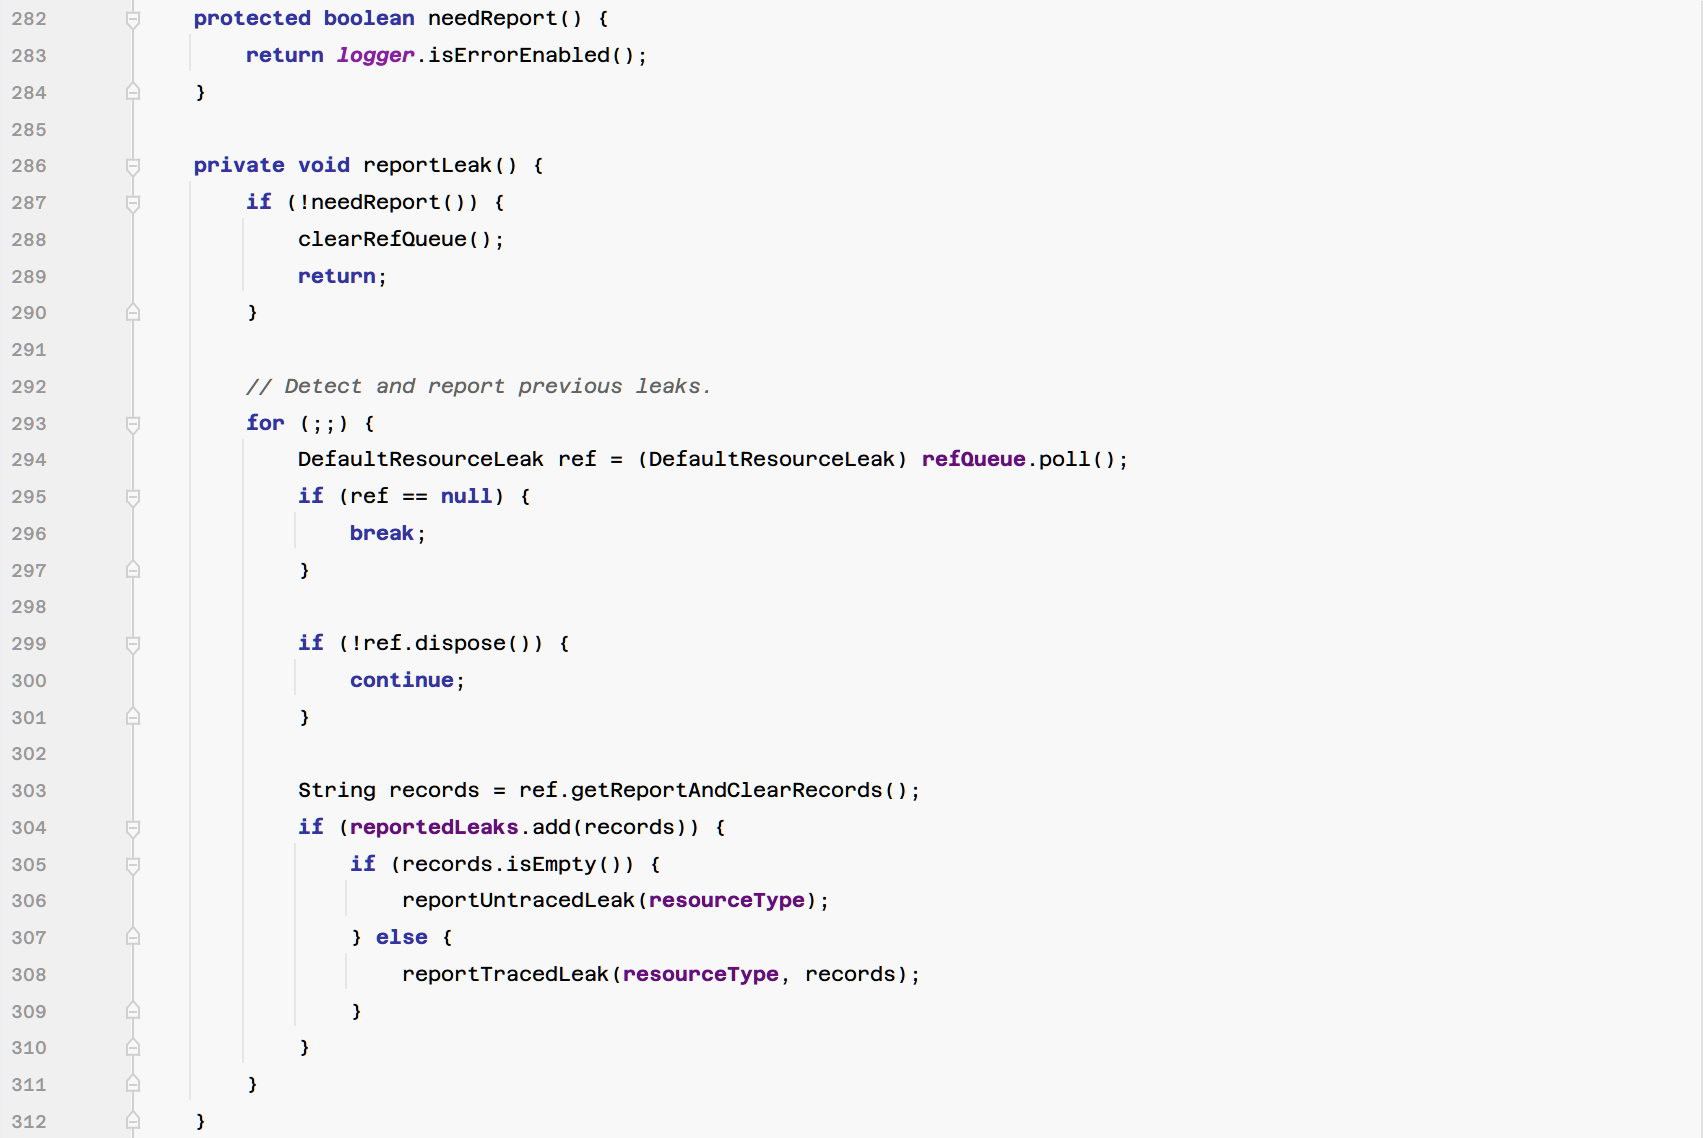 282 protected boolean needReport() {
283 return logger.isErrorEnabled();
284 }
285
286 private void reportLeak() {
287 if (!needReport()) {
288 clearRefQueue();
289 return;
290 }
291
292 // Detect and report previous leaks.
293 for (;;) {
294 DefaultResourceLeak ref = (DefaultResourceLeak) refQueue.poll();
295 if (ref == null) {
296 break;
297 }
298
299 if (!ref.dispose()) {
300 continue;
301 }
302
303 String records = ref.getReportAndClearRecords();
304 if (reportedLeaks.add(records)) {
305 if (records.isEmpty()) {
306 reportUntracedLeak(resourceType);
307 } else {
308 reportTracedLeak(resourceType, records);
309 }
310 }
311 }
312 }